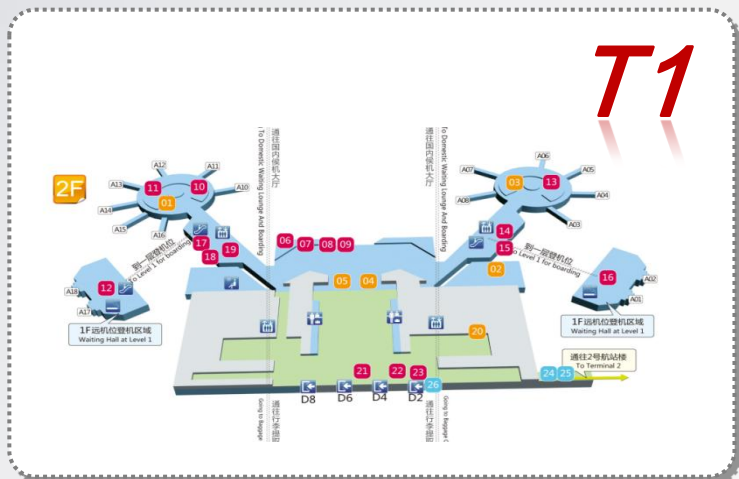 T1
2F
A12
A11
A13
A10
A14
A15
A16
11
10
01
17
18
19
到一层登机位
To Level 1 for boarding
A18
A17
12
1F远机位登机区域
Waiting Hall at Level 1
通往国内候机大厅
To Domestic Waiting Lounge And Boarding
06
07
08
09
05
04
通往国内候机大厅
To Domestic Waiting Lounge And Boarding
A06
A07
A05
A08
A04
A03
03
13
14
15
02
到一层登机位
To Level 1 for boarding
16
A02
A01
1F远机位登机区域
Waiting Hall at Level 1
20
通往2号航站楼
To Terminal 2
24
25
21
22
23
26
D8
D6
D4
D2
通往行李提取
Going to Baggage
通往行李提取
Going to Baggage